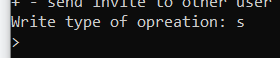 + - send invite to other user
Write type of opreation: s
>